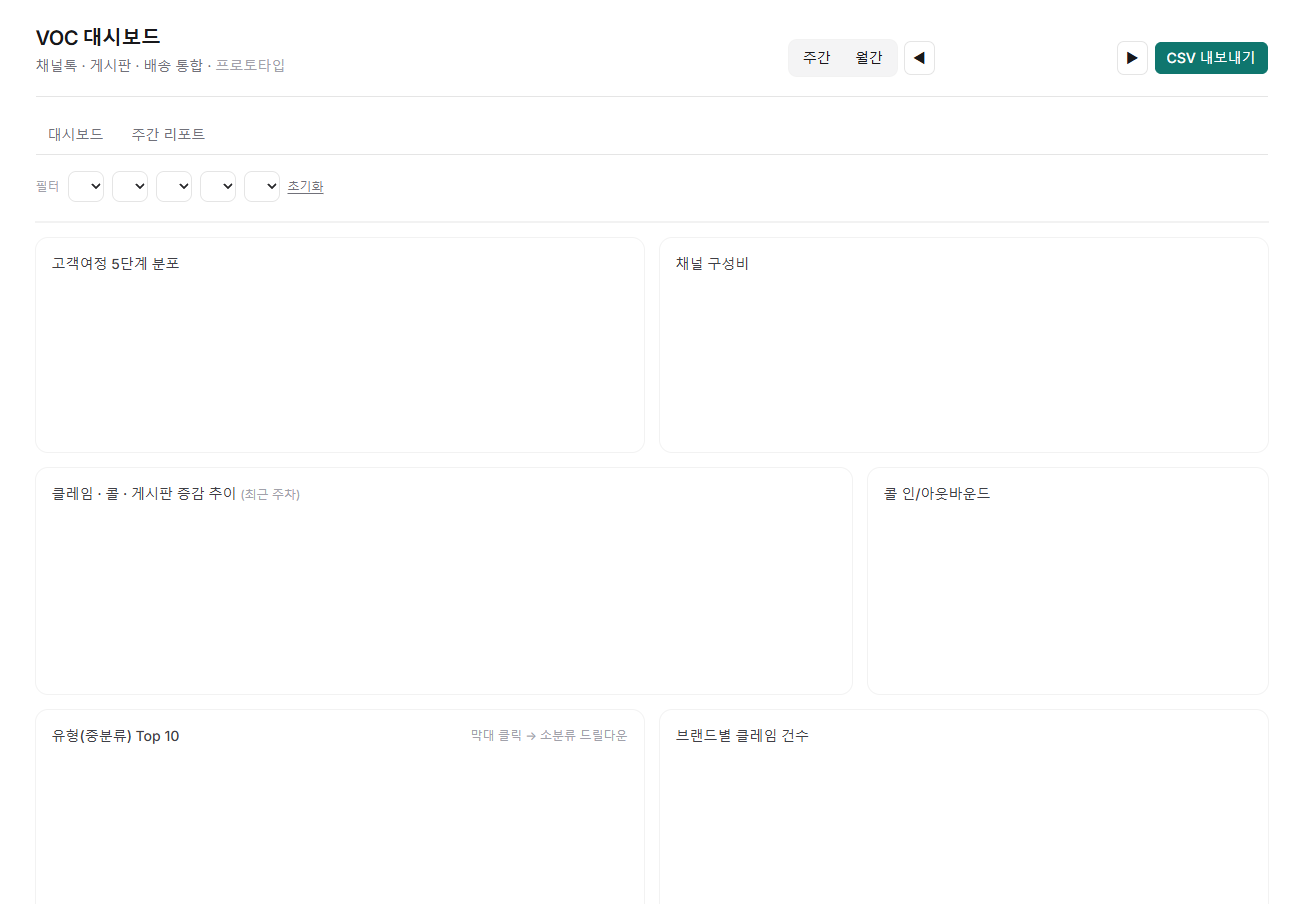 VOC 대시보드
채널톡 · 게시판 · 배송 통합 · 프로토타입
주간 월간 ◀ ▶ CSV 내보내기
대시보드 주간 리포트
필터 초기화
고객여정 5단계 분포
채널 구성비
클레임 · 콜 · 게시판 증감 추이 (최근 주차)
콜 인/아웃바운드
유형(중분류) Top 10
막대 클릭 → 소분류 드릴다운
브랜드별 클레임 건수